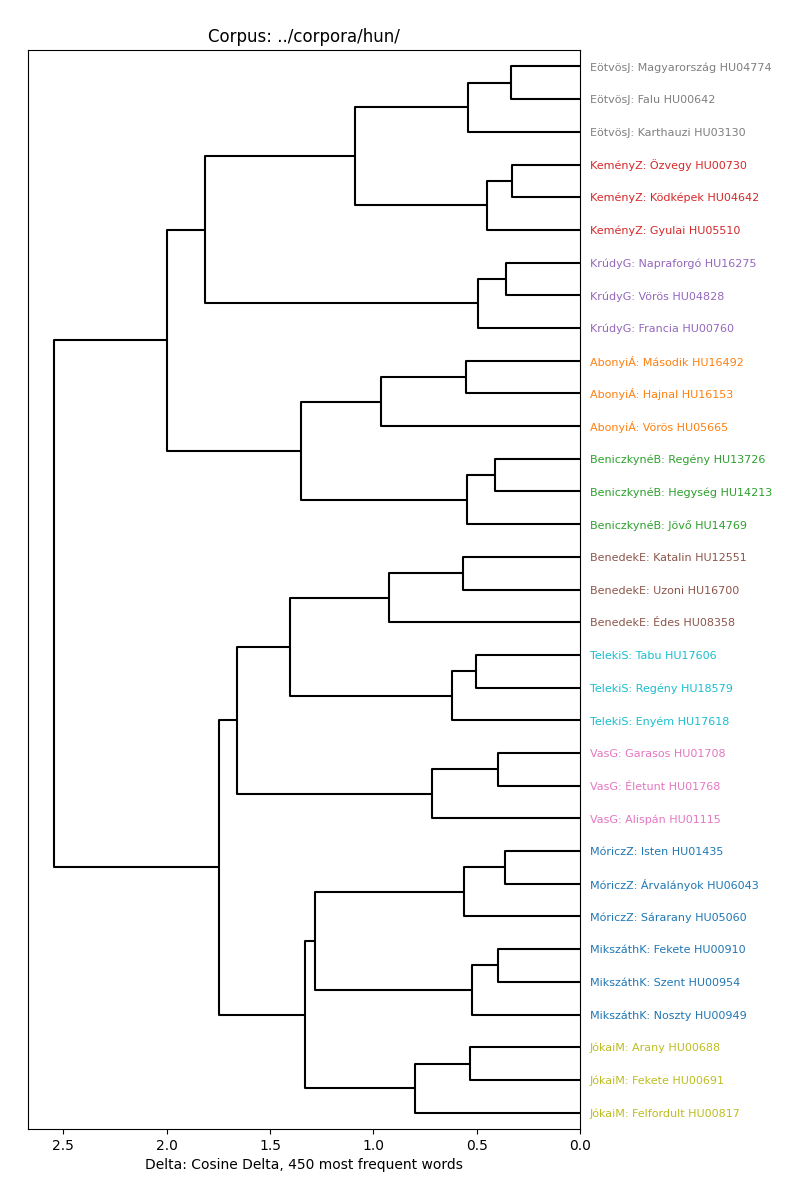 Corpus: ../corpora/hun/
EötvösJ: Magyarország HU04774
EötvösJ: Falu HU00642
EötvösJ: Karthauzi HU03130
KeményZ: Özvegy HU00730
KeményZ: Ködképek HU04642
KeményZ: Gyulai HU05510
KrúdyG: Napraforgó HU16275
KrúdyG: Vörös HU04828
KrúdyG: Francia HU00760
AbonyiÁ: Második HU16492
AbonyiÁ: Hajnal HU16153
AbonyiÁ: Vörös HU05665
BeniczkynéB: Regény HU13726
BeniczkynéB: Hegység HU14213
BeniczkynéB: Jövő HU14769
BenedekE: Katalin HU12551
BenedekE: Uzoni HU16700
BenedekE: Édes HU08358
TelekiS: Tabu HU17606
TelekiS: Regény HU18579
TelekiS: Enyém HU17618
VasG: Garasos HU01708
VasG: Életunt HU01768
VasG: Alispán HU01115
MóriczZ: Isten HU01435
MóriczZ: Árvalányok HU06043
MóriczZ: Sárarany HU05060
MikszáthK: Fekete HU00910
MikszáthK: Szent HU00954
MikszáthK: Noszty HU00949
JókaiM: Arany HU00688
JókaiM: Fekete HU00691
JókaiM: Felfordult HU00817
2.5 2.0 1.5 1.0 0.5 0.0
Delta: Cosine Delta, 450 most frequent words